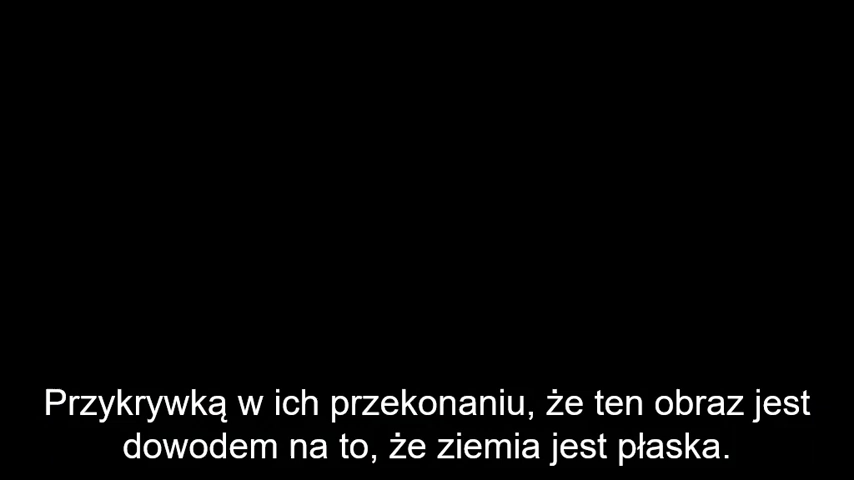 Przykrywką w ich przekonaniu, że ten obraz jest
dowodem na to, że ziemia jest płaska.